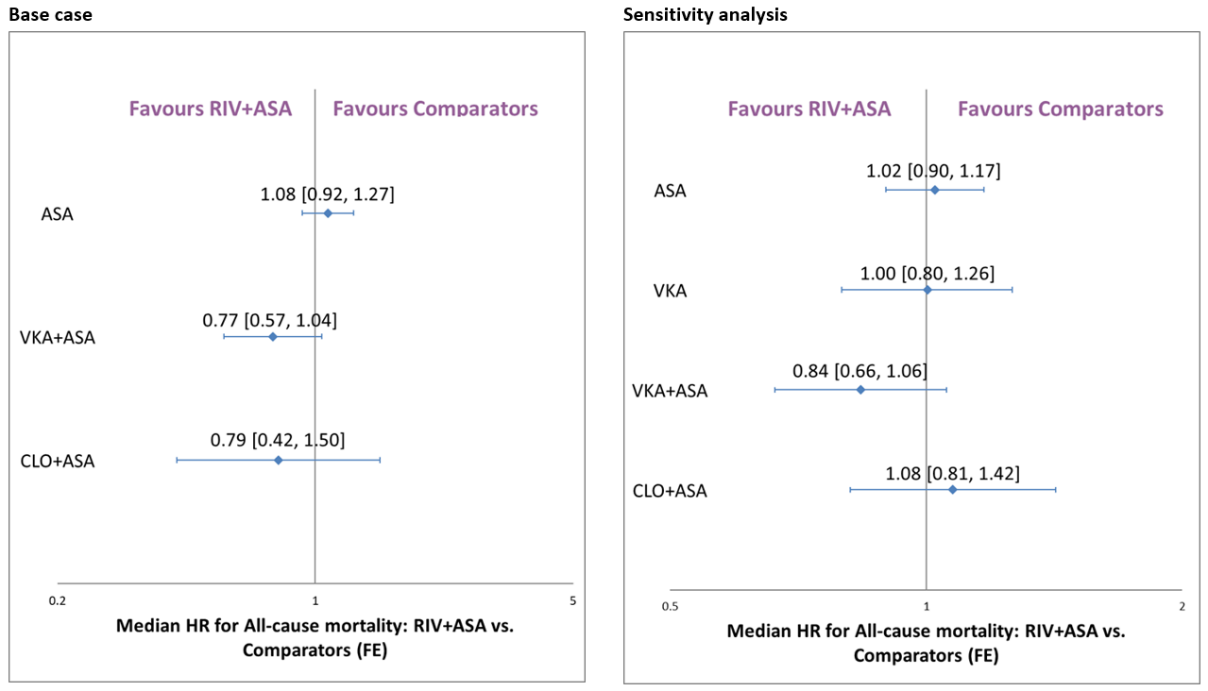 Base case
Favours RIV+ASA
Favours Comparators
1.08 [0.92, 1.27]
ASA
0.77 [0.57, 1.04]
VKA+ASA
0.79 [0.42, 1.50]
CLO+ASA
0.2
1
5
Median HR for All-cause mortality: RIV+ASA vs.
Comparators (FE)
Sensitivity analysis
Favours RIV+ASA
Favours Comparators
1.02 [0.90, 1.17]
ASA
1.00 [0.80, 1.26]
VKA
0.84 [0.66, 1.06]
VKA+ASA
1.08 [0.81, 1.42]
CLO+ASA
0.5
1
2
Median HR for All-cause mortality: RIV+ASA vs.
Comparators (FE)